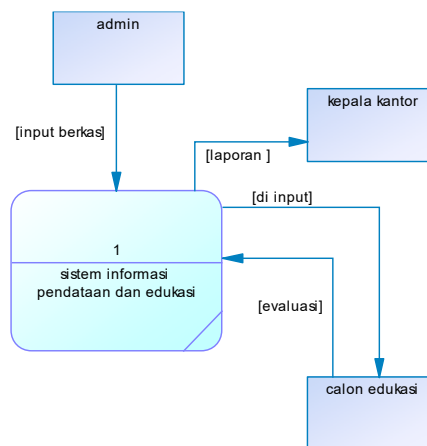 admin
kepala kantor
[input berkas]
[laporan ]
[di input]
1
sistem informasi
pendataan dan edukasi
[evaluasi]
calon edukasi